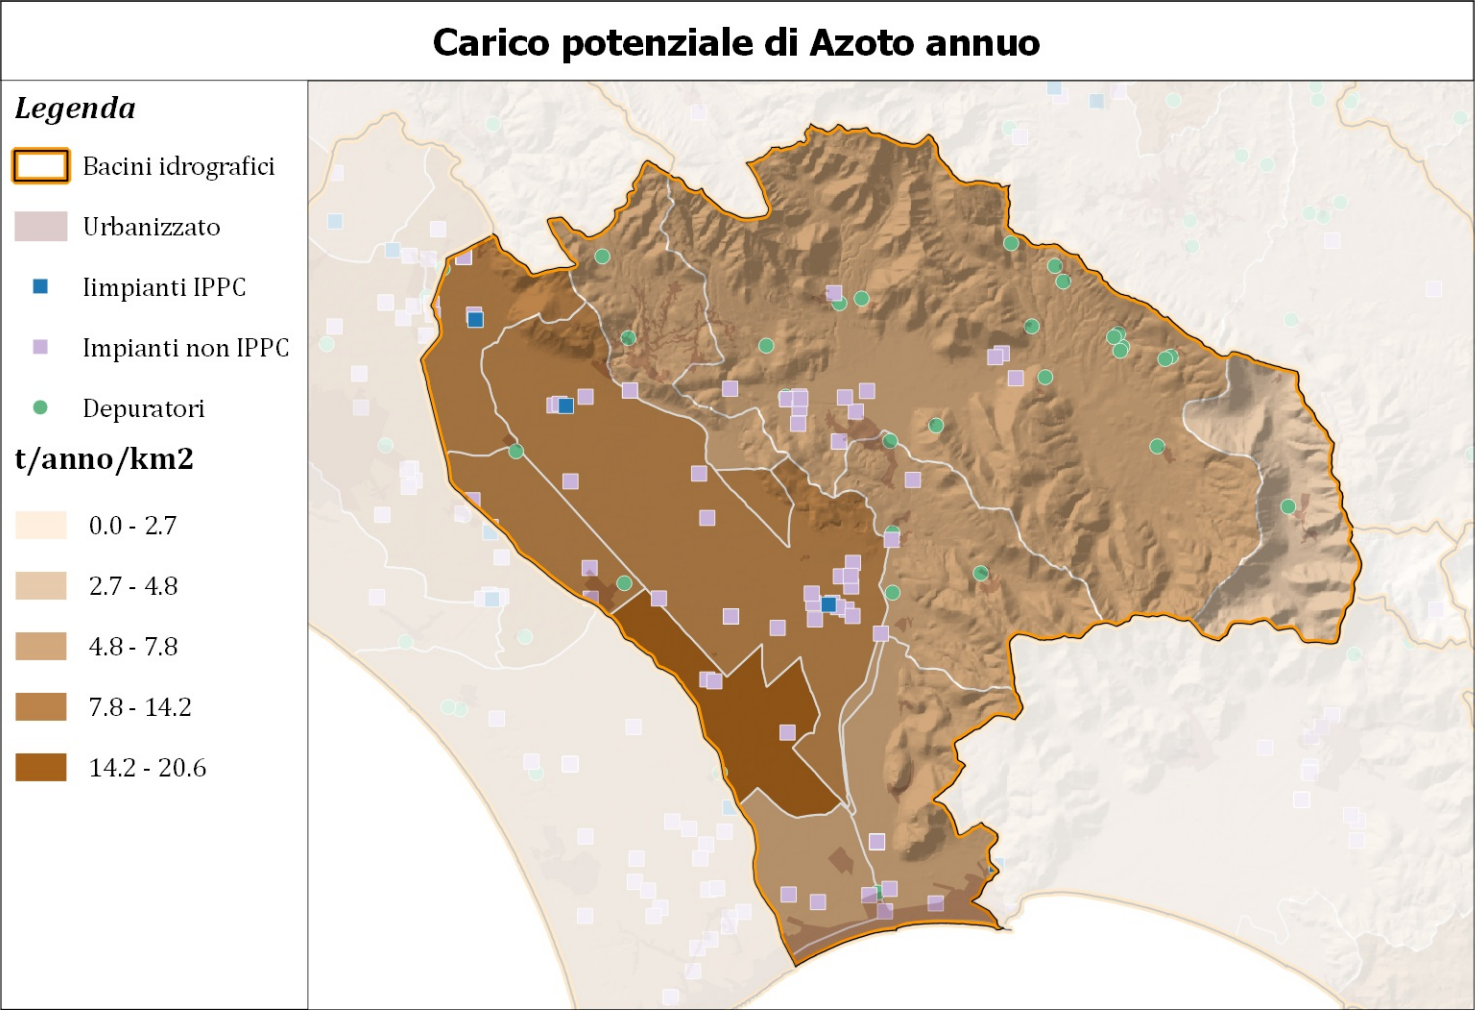 Carico potenziale di Azoto annuo
Legenda
Bacini idrografici
Urbanizzato
Iimpianti IPPC
Impianti non IPPC
Depuratori
t/anno/km2
0.0 - 2.7
2.7 - 4.8
4.8 - 7.8
7.8 - 14.2
14.2 - 20.6